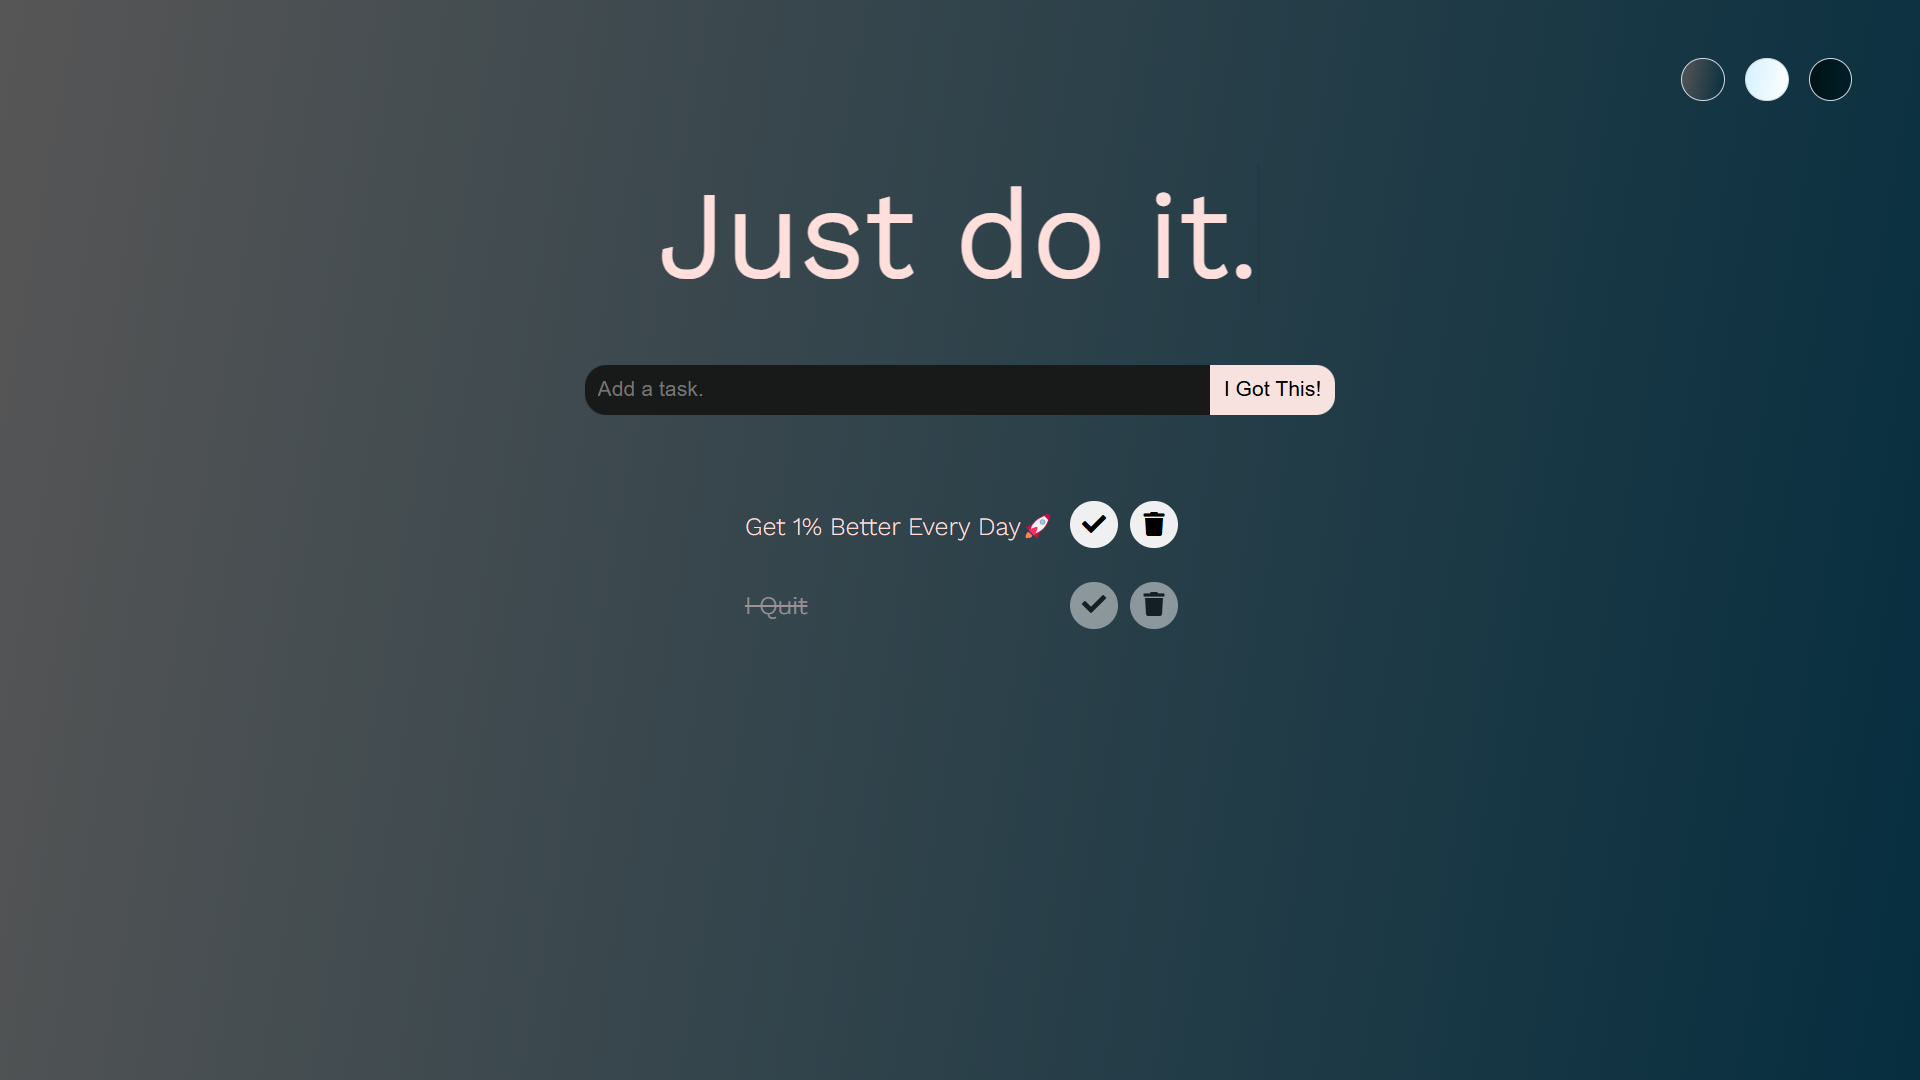 Just do it.
Add a task.
I Got This!
Get 1% Better Every Day🚀
I Quit